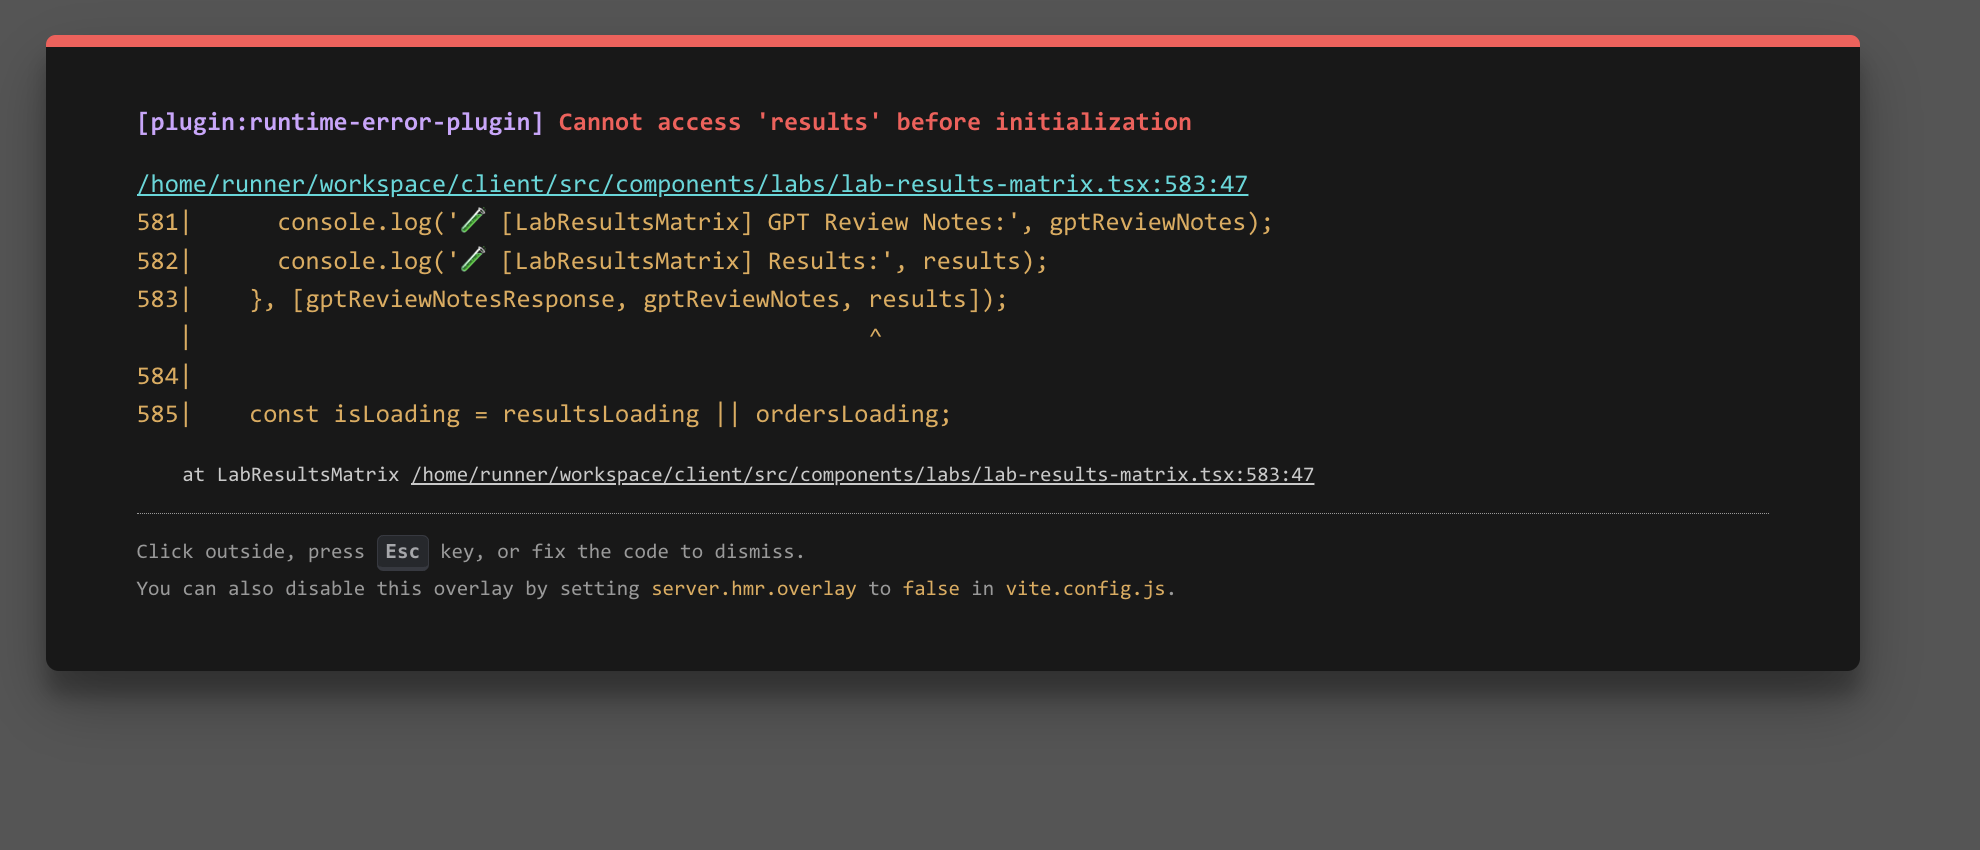 [plugin:runtime-error-plugin] Cannot access 'results' before initialization
/home/runner/workspace/client/src/components/labs/lab-results-matrix.tsx:583:47
581|      console.log('🧪 [LabResultsMatrix] GPT Review Notes:', gptReviewNotes);
582|      console.log('🧪 [LabResultsMatrix] Results:', results);
583|    }, [gptReviewNotesResponse, gptReviewNotes, results]);
   |                                                ^
584|
585|    const isLoading = resultsLoading || ordersLoading;
at LabResultsMatrix /home/runner/workspace/client/src/components/labs/lab-results-matrix.tsx:583:47
Click outside, press Esc key, or fix the code to dismiss.
You can also disable this overlay by setting server.hmr.overlay to false in vite.config.js.